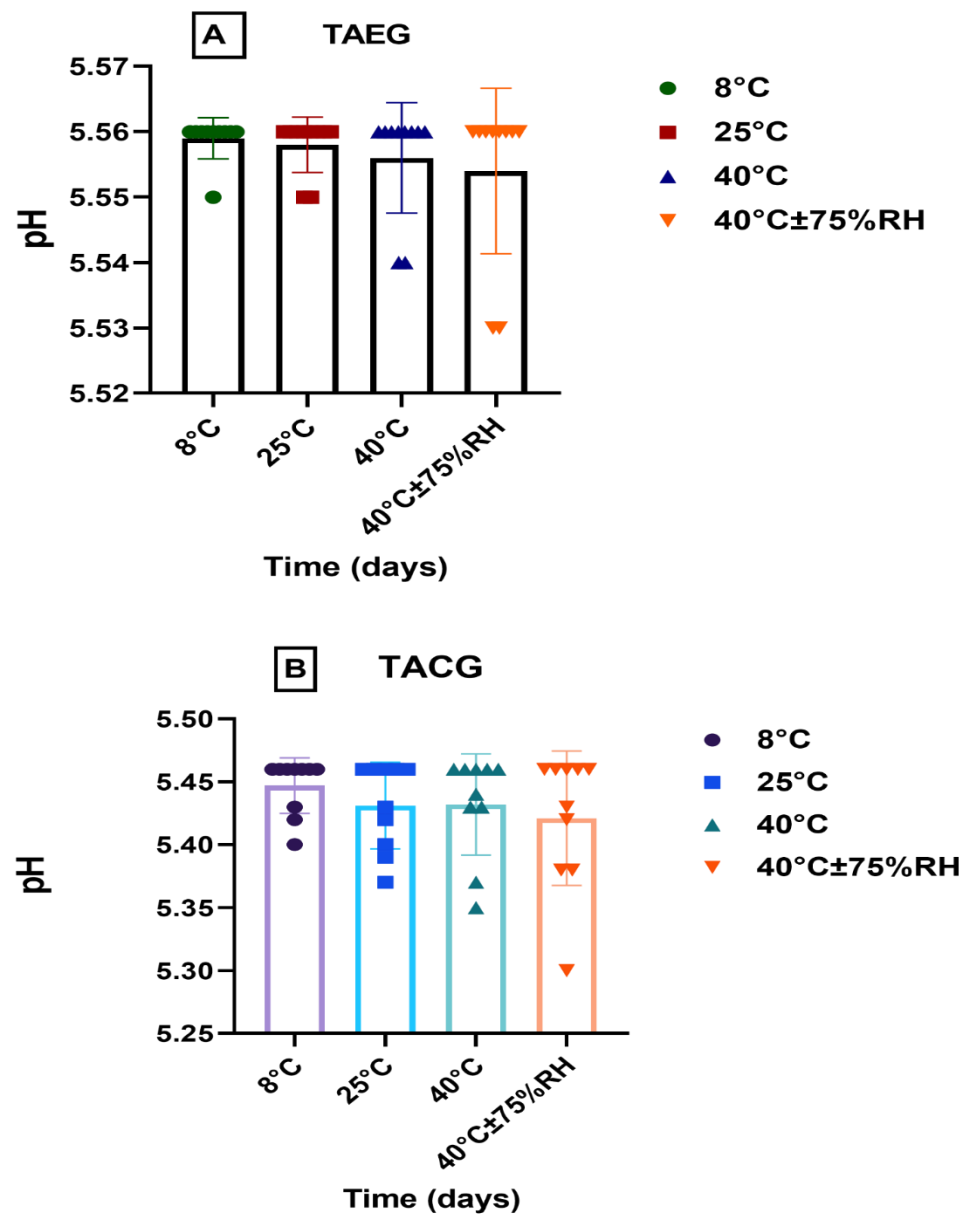 A TAEG
pH
5.57
5.56
5.55
5.54
5.53
5.52
8°C
25°C
40°C
40°C±75%RH
Time (days)
8°C
25°C
40°C
40°C±75%RH
B TACG
pH
5.50
5.45
5.40
5.35
5.30
5.25
8°C
25°C
40°C
40°C±75%RH
Time (days)
8°C
25°C
40°C
40°C±75%RH